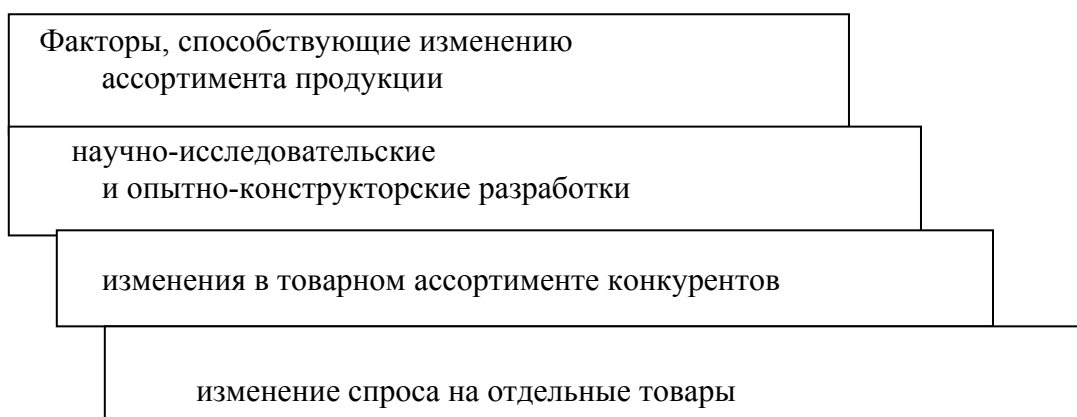 Факторы, способствующие изменению
ассортимента продукции
научно-исследовательские
и опытно-конструкторские разработки
изменения в товарном ассортименте конкурентов
изменение спроса на отдельные товары